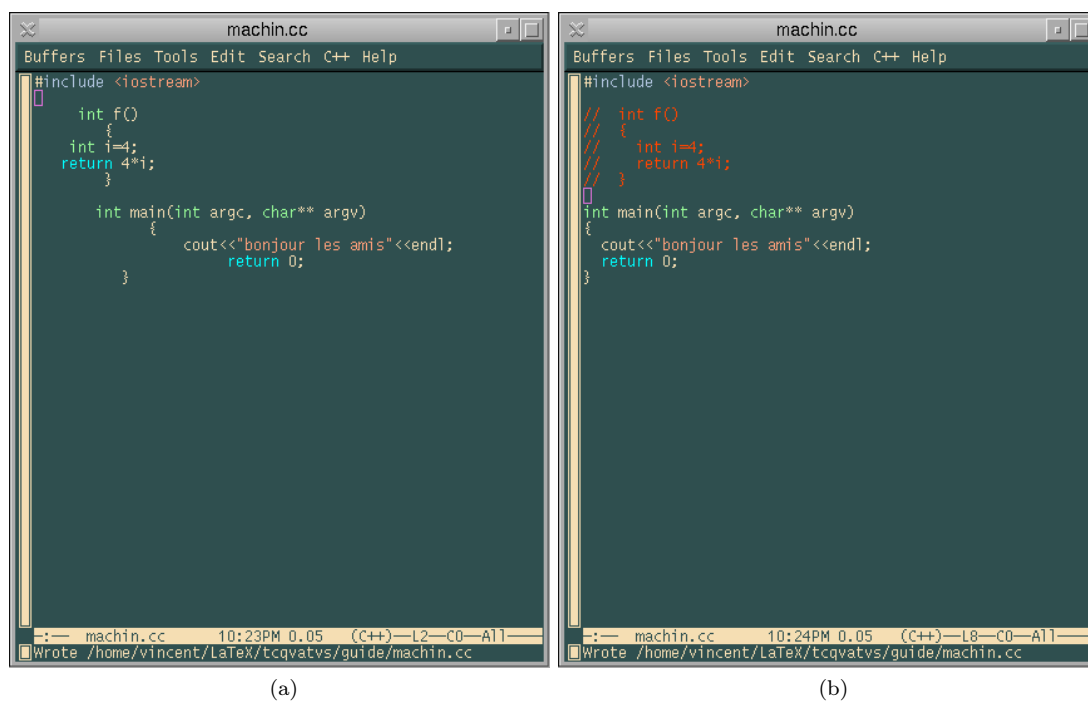 machin.cc
Buffers Files Tools Edit Search C++ Help
#include <iostream>
int f()
{
int i=4;
return 4*i;
}
int main(int argc, char** argv)
{
cout<<"bonjour les amis"<<endl;
return 0;
}
-:-- machin.cc 10:23PM 0.05 (C++)--L2--C0--All----
Wrote /home/vincent/LaTeX/tcqvatvs/guide/machin.cc
(a)
machin.cc
Buffers Files Tools Edit Search C++ Help
#include <iostream>
// int f()
// {
// int i=4;
// return 4*i;
// }
int main(int argc, char** argv)
{
cout<<"bonjour les amis"<<endl;
return 0;
}
-:-- machin.cc 10:24PM 0.05 (C++)--L8--C0--All----
Wrote /home/vincent/LaTeX/tcqvatvs/guide/machin.cc
(b)